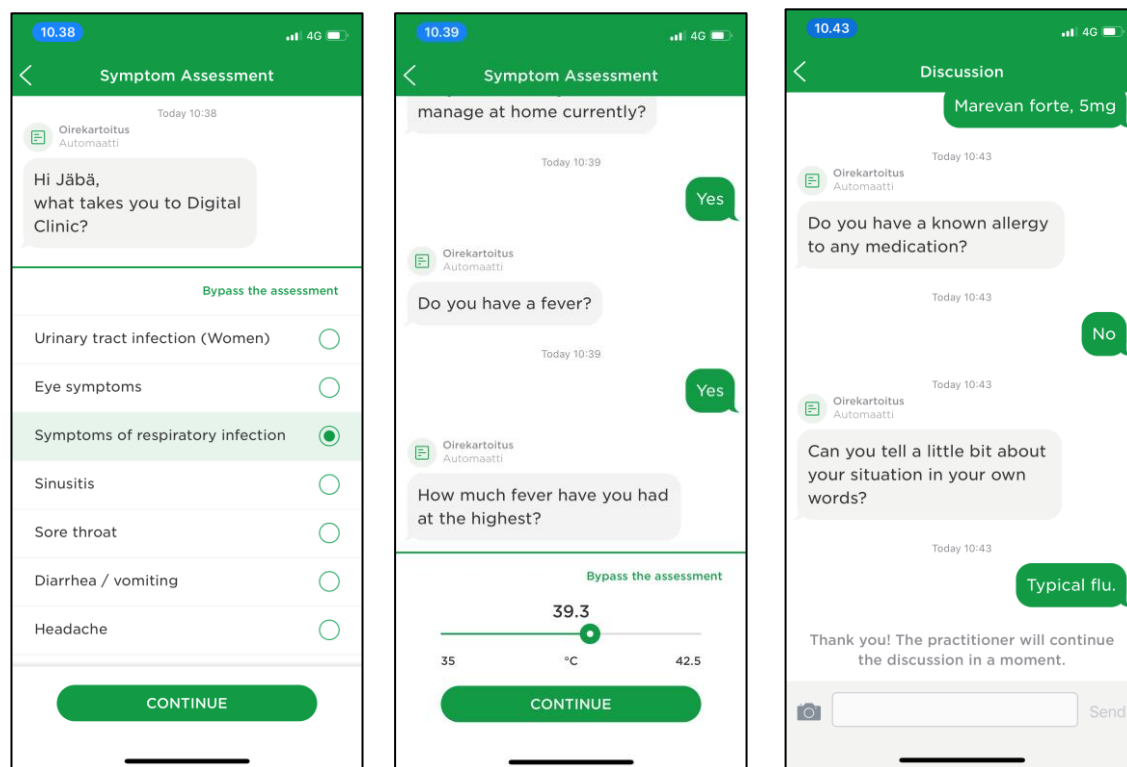 10.38
4G
Symptom Assessment
Today 10:38
Oirekartoitus
Automaatti
Hi Jäbä,
what takes you to Digital
Clinic?
Bypass the assessment
Urinary tract infection (Women)
Eye symptoms
Symptoms of respiratory infection
Sinusitis
Sore throat
Diarrhea / vomiting
Headache
CONTINUE
10.39
4G
Symptom Assessment
manage at home currently?
Today 10:39
Yes
Oirekartoitus
Automaatti
Do you have a fever?
Today 10:39
Yes
Oirekartoitus
Automaatti
How much fever have you had
at the highest?
Bypass the assessment
39.3
35 °C 42.5
CONTINUE
10.43
4G
Discussion
Marevan forte, 5mg
Today 10:43
Oirekartoitus
Automaatti
Do you have a known allergy
to any medication?
Today 10:43
No
Today 10:43
Oirekartoitus
Automaatti
Can you tell a little bit about
your situation in your own
words?
Today 10:43
Typical flu.
Thank you! The practitioner will continue
the discussion in a moment.
Send